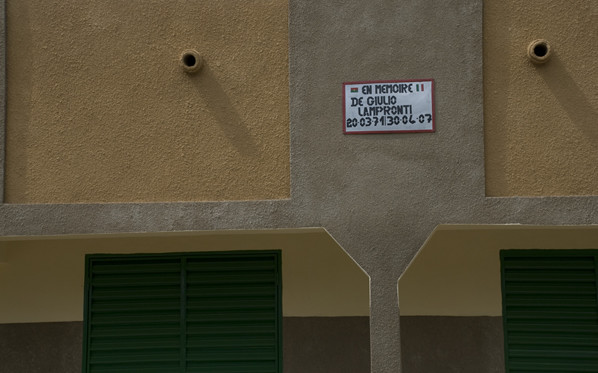 EN MEMOIRE
DE GIULIO
LAMPRONTI
20·03·71/30·04·07